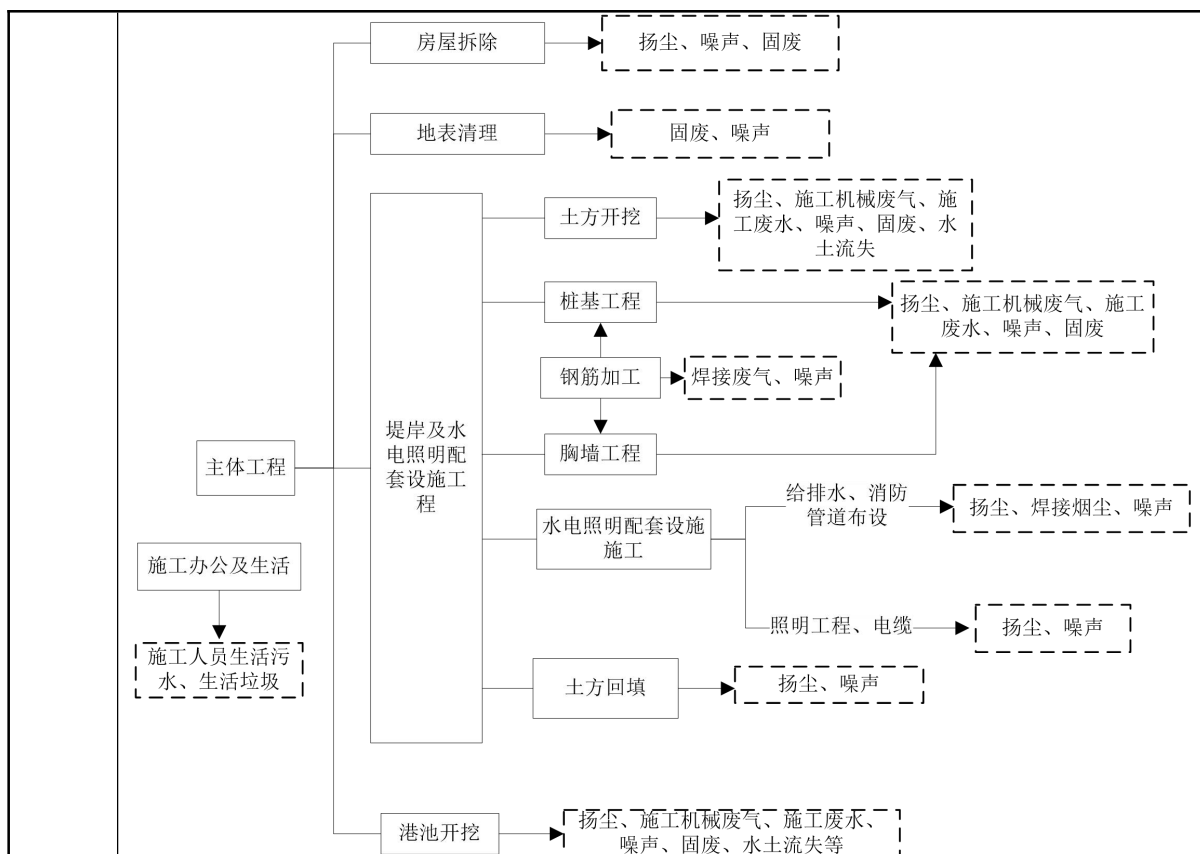 房屋拆除
扬尘、噪声、固废
地表清理
固废、噪声
土方开挖
扬尘、施工机械废气、施
工废水、噪声、固废、水
土流失
桩基工程
扬尘、施工机械废气、施工
废水、噪声、固废
钢筋加工
焊接废气、噪声
堤岸及水
电照明配
套设施工
程
主体工程
胸墙工程
给排水、消防
管道布设
扬尘、焊接烟尘、噪声
水电照明配套设施
施工
施工办公及生活
照明工程、电缆
扬尘、噪声
施工人员生活污
水、生活垃圾
土方回填
扬尘、噪声
港池开挖
扬尘、施工机械废气、施工废水、
噪声、固废、水土流失等